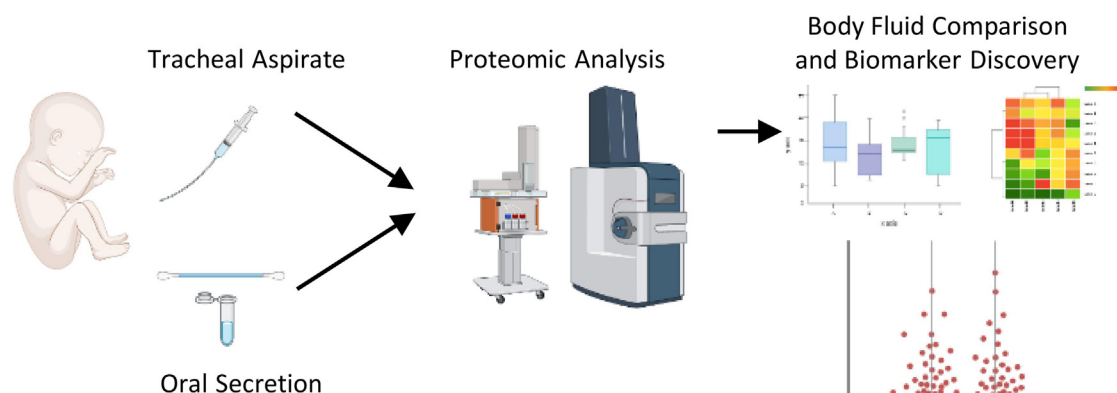 Tracheal Aspirate
Proteomic Analysis
Body Fluid Comparison
and Biomarker Discovery
Oral Secretion